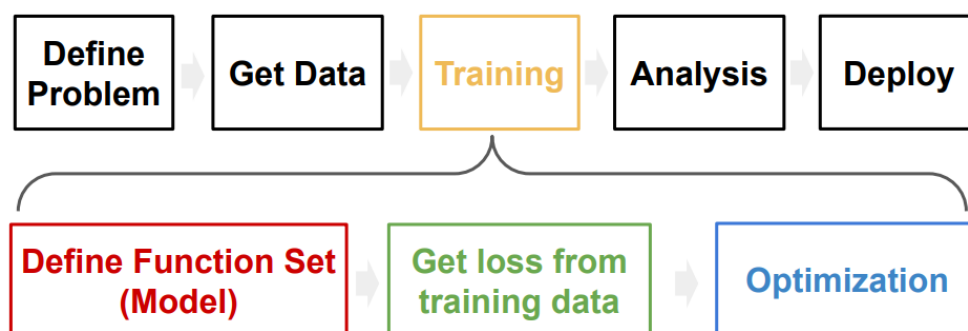 Define
Problem
Get Data
Training
Analysis
Deploy
Define Function Set
(Model)
Get loss from
training data
Optimization